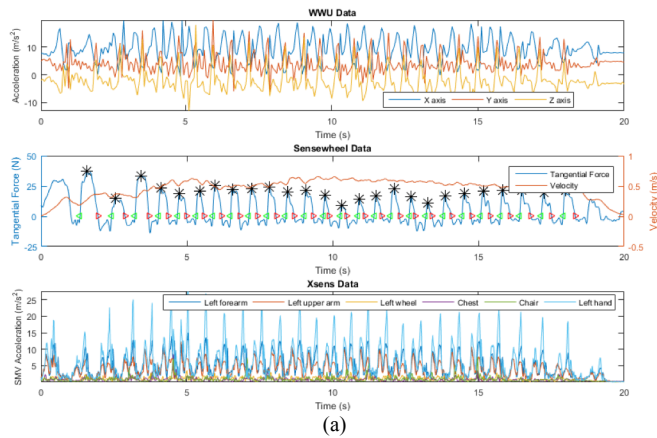 WWU Data
Acceleration (m/s²)
10
0
-10
X axis Y axis Z axis
0 5 10 15 20
Time (s)
Sensewheel Data
Tangential Force (N)
50
25
0
-25
Tangential Force
Velocity
1
0.5
0
-0.5
Velocity (m/s)
0 5 10 15 20
Time (s)
Xsens Data
SMV Acceleration (m/s²)
25
20
15
10
5
Left forearm Left upper arm Left wheel Chest Chair Left hand
0 5 10 15 20
Time (s)
(a)